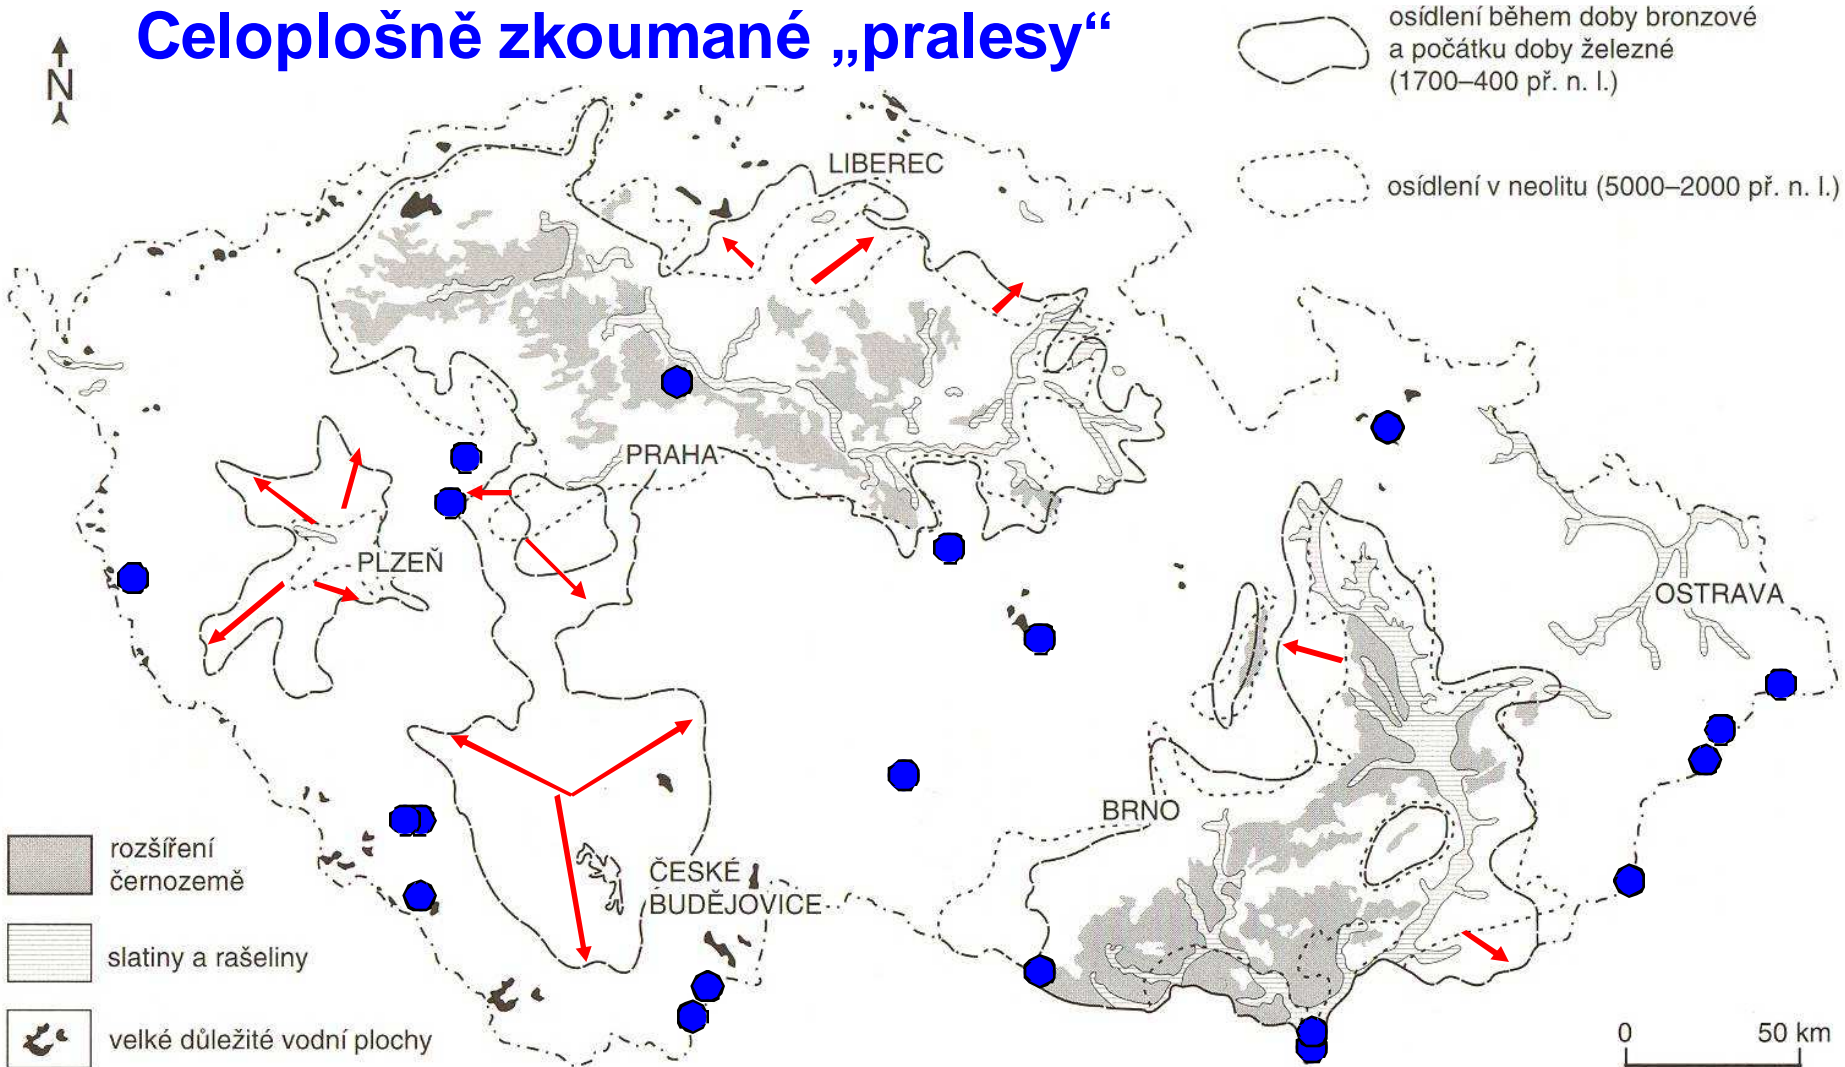 Celoplošně zkoumané „pralesy“
N
osídlení během doby bronzové
a počátku doby železné
(1700–400 př. n. l.)
osídlení v neolitu (5000–2000 př. n. l.)
LIBEREC
PRAHA
PLZEŇ
OSTRAVA
BRNO
ČESKÉ
BUDĚJOVICE
rozšíření
černozemě
slatiny a rašeliny
velké důležité vodní plochy
0 50 km